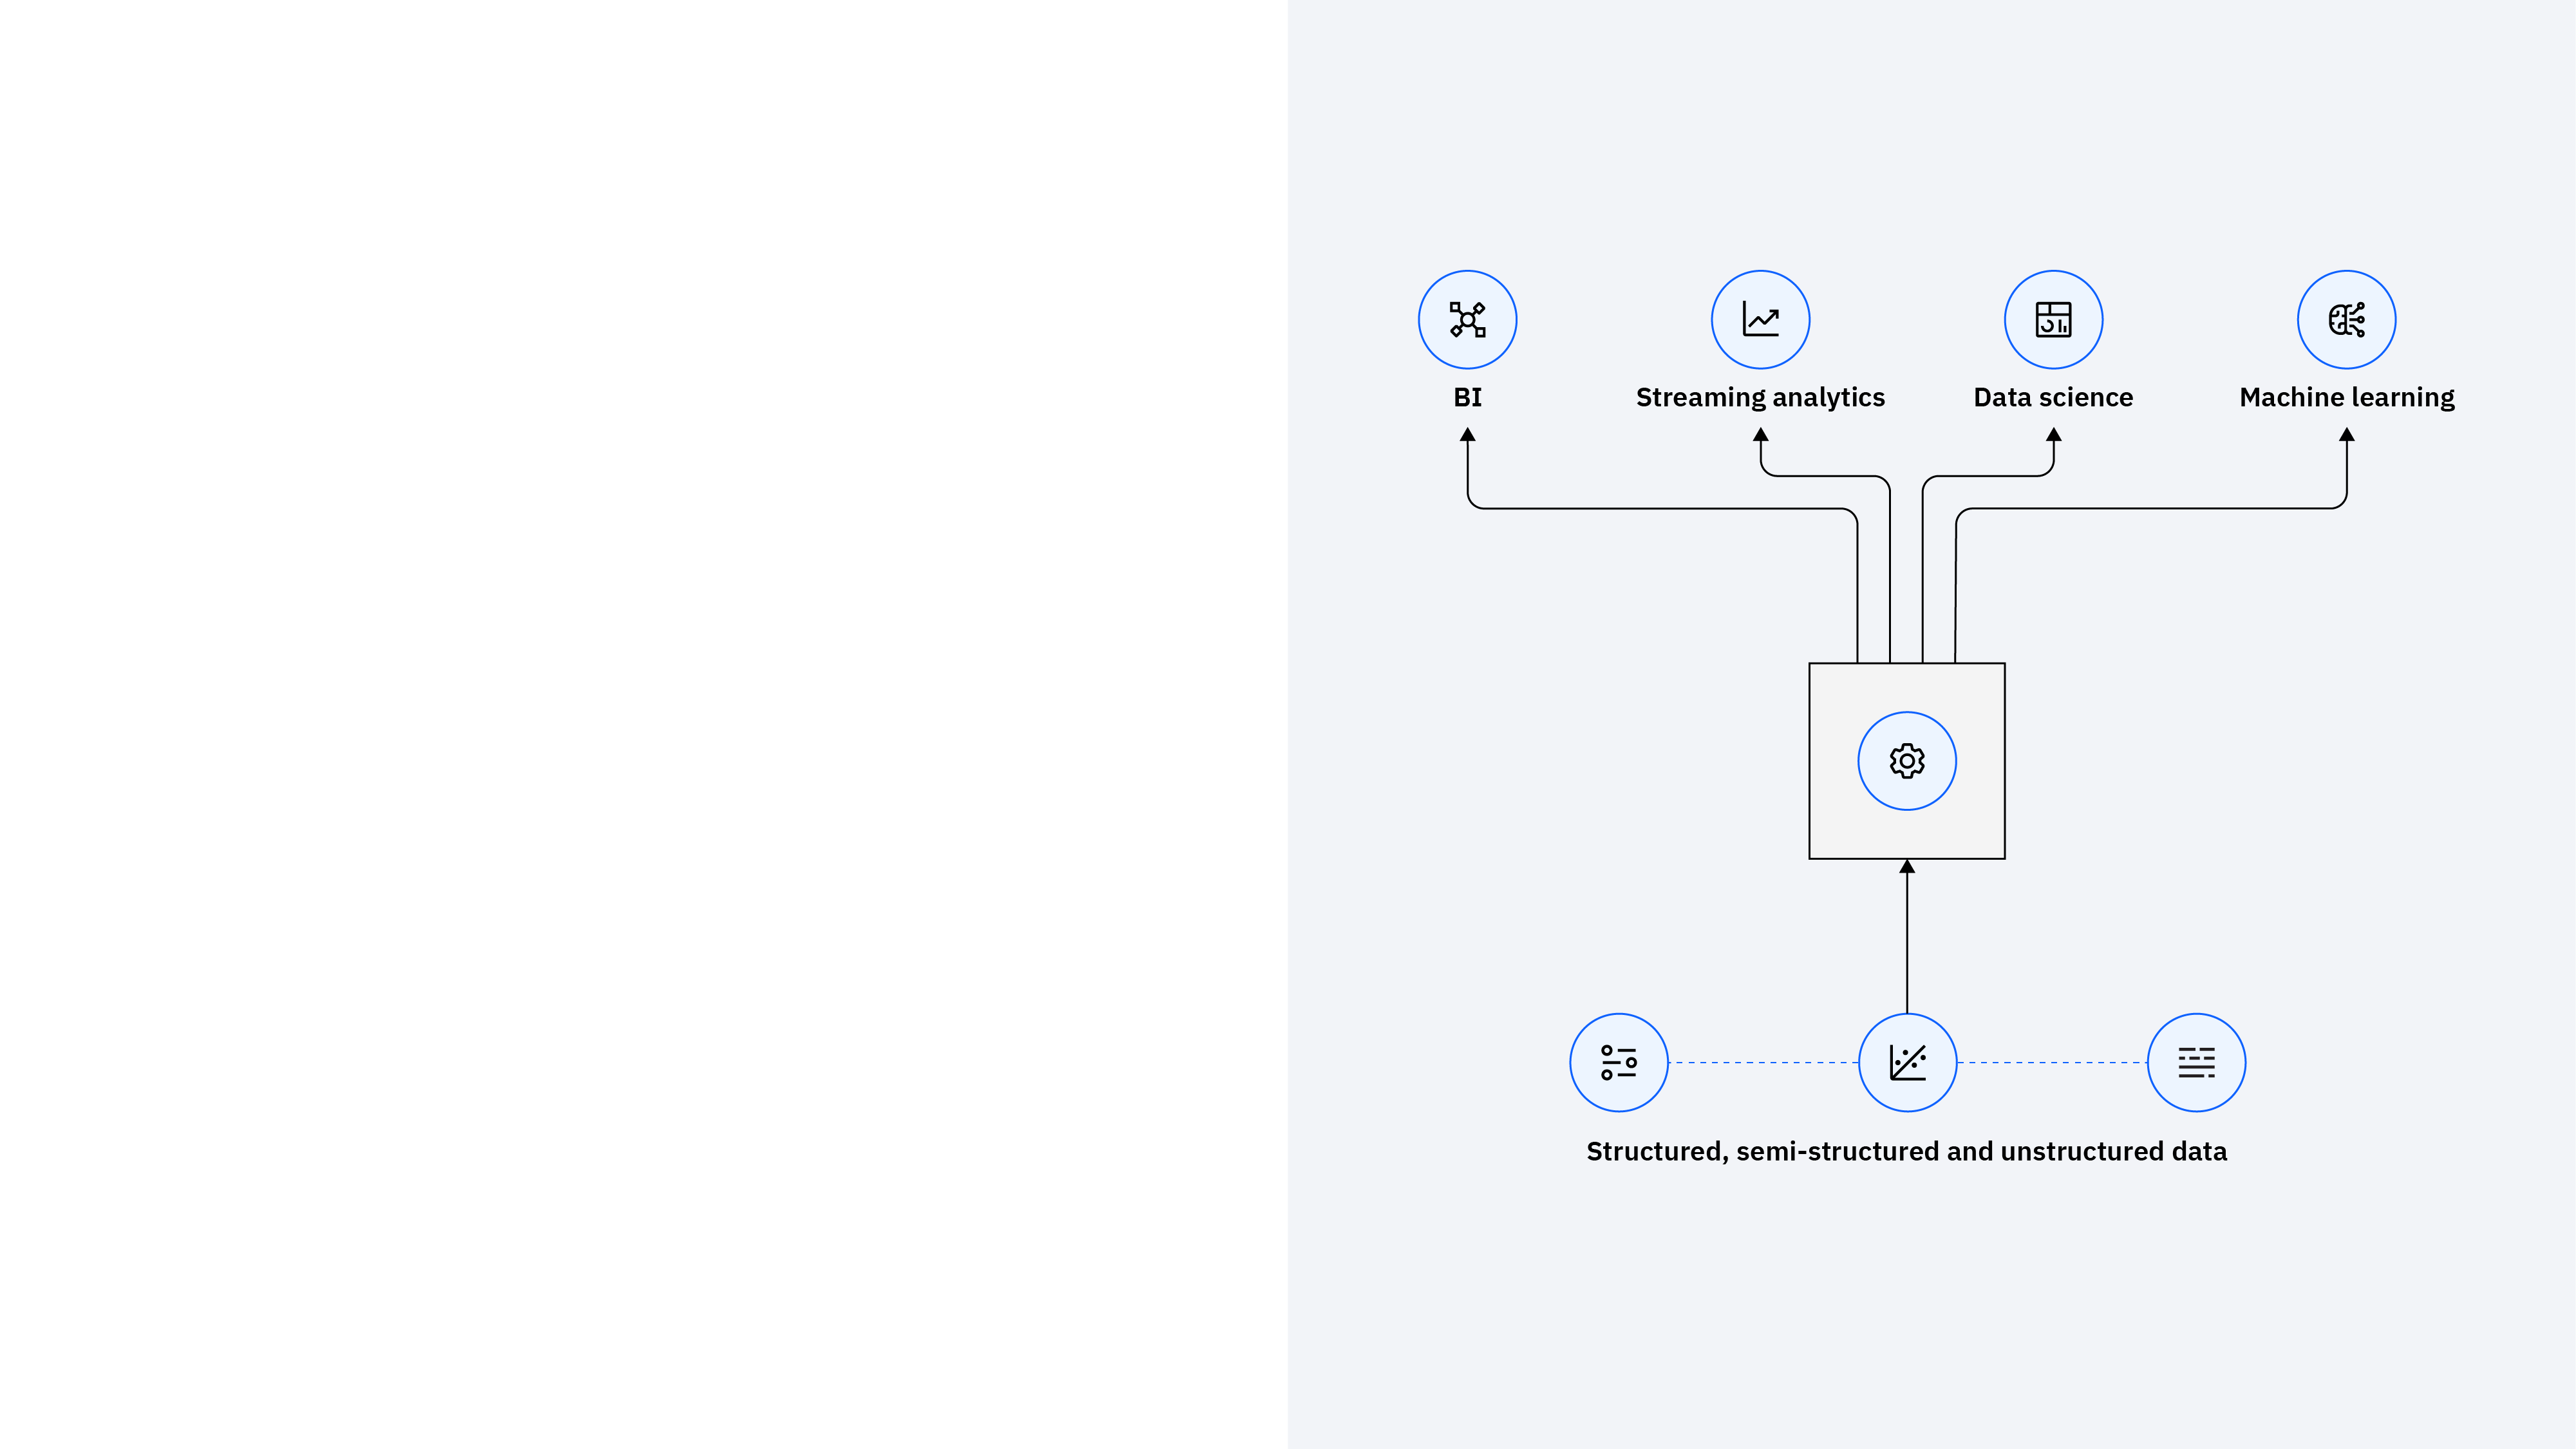 BI
Streaming analytics
Data science
Machine learning
Structured, semi-structured and unstructured data